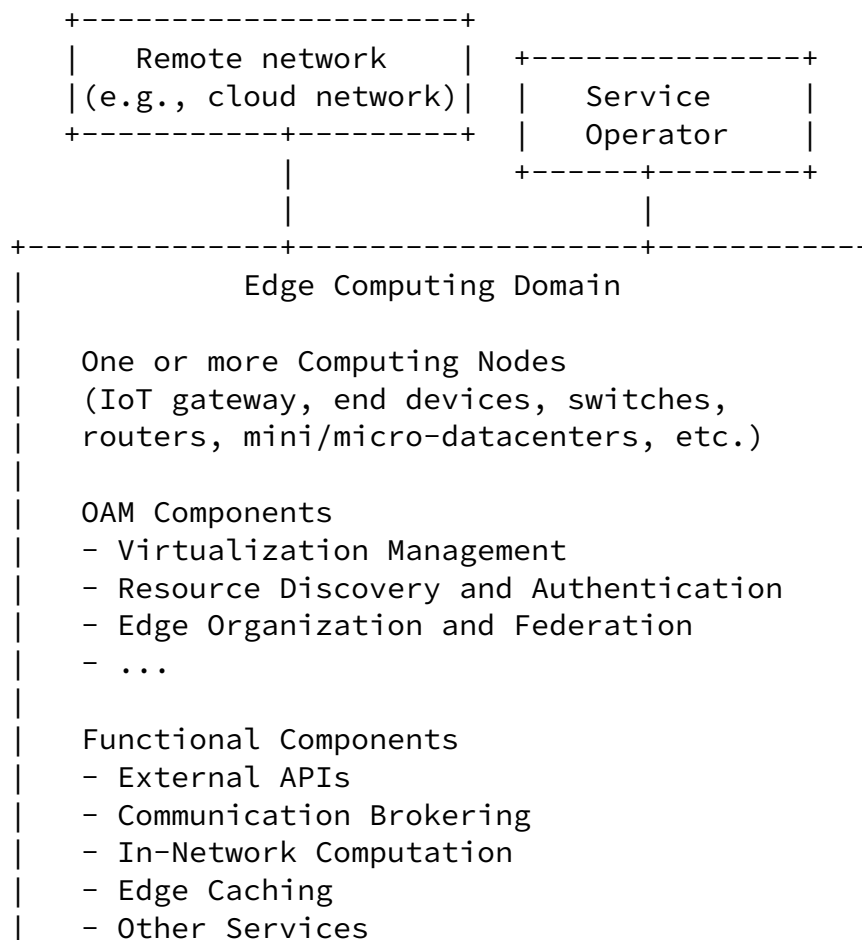 +----------------------+
|   Remote network     |  +---------------+
|(e.g., cloud network)|  |   Service     |
+-----------+---------+  |   Operator    |
            |            +------+--------+
            |                   |
+--------------+-------------------+------------
|            Edge Computing Domain
|
|   One or more Computing Nodes
|   (IoT gateway, end devices, switches,
|   routers, mini/micro-datacenters, etc.)
|
|   OAM Components
|   - Virtualization Management
|   - Resource Discovery and Authentication
|   - Edge Organization and Federation
|   - ...
|
|   Functional Components
|   - External APIs
|   - Communication Brokering
|   - In-Network Computation
|   - Edge Caching
|   - Other Services